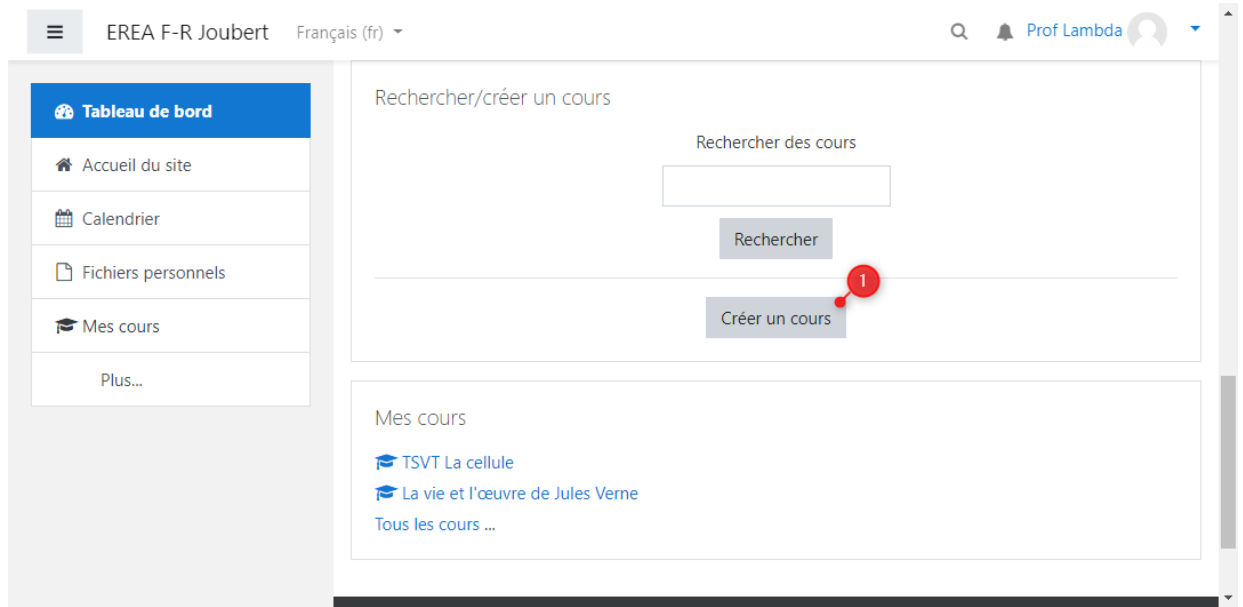 EREA F-R Joubert Français (fr) Prof Lambda
Tableau de bord
Accueil du site
Calendrier
Fichiers personnels
Mes cours
Plus...
Rechercher/créer un cours
Rechercher des cours
Rechercher
1
Créer un cours
Mes cours
TSVT La cellule
La vie et l'œuvre de Jules Verne
Tous les cours ...